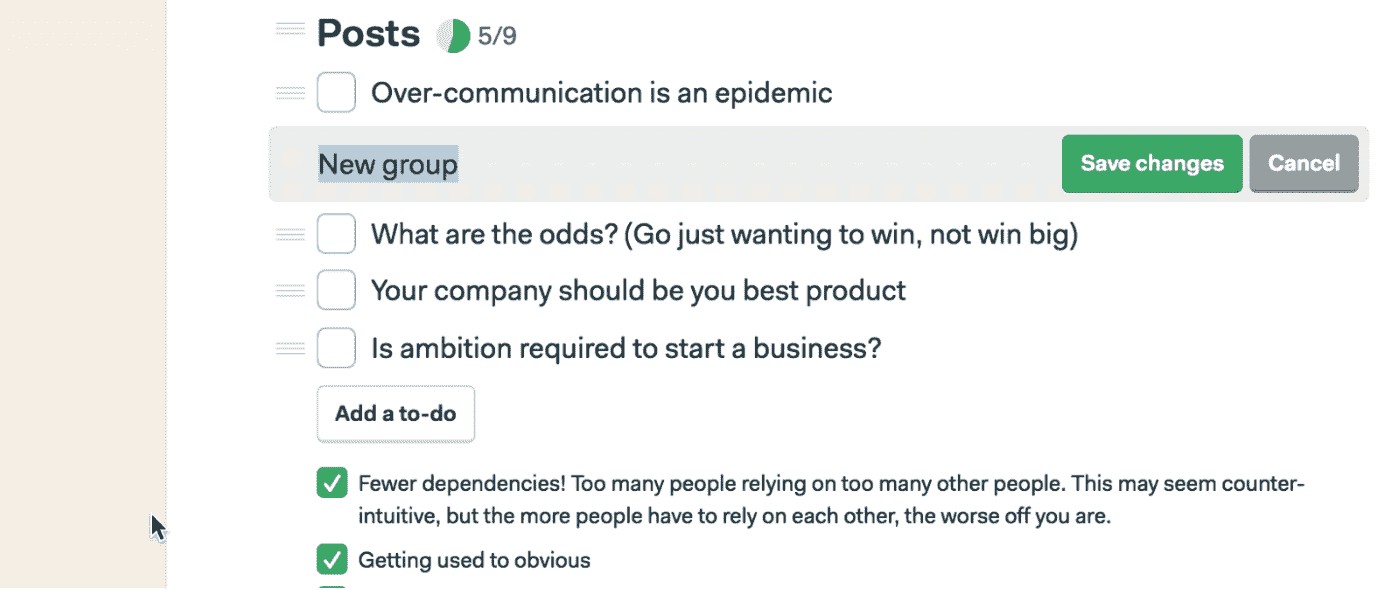 Posts 5/9
Over-communication is an epidemic
New group Save changes Cancel
What are the odds? (Go just wanting to win, not win big)
Your company should be you best product
Is ambition required to start a business?
Add a to-do
Fewer dependencies! Too many people relying on too many other people. This may seem counter-
intuitive, but the more people have to rely on each other, the worse off you are.
Getting used to obvious